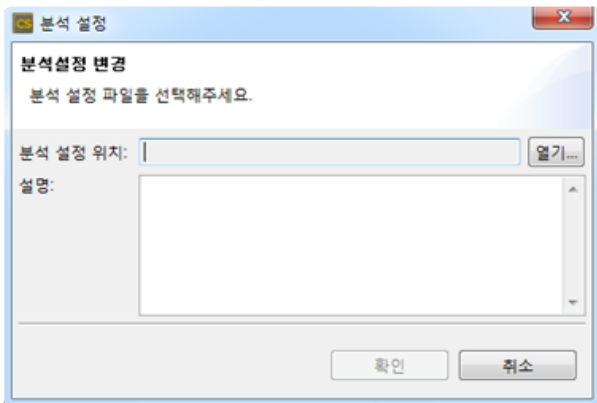 CS 분석 설정
분석설정 변경
분석 설정 파일을 선택해주세요.
분석 설정 위치: 열기...
설명:
확인 취소